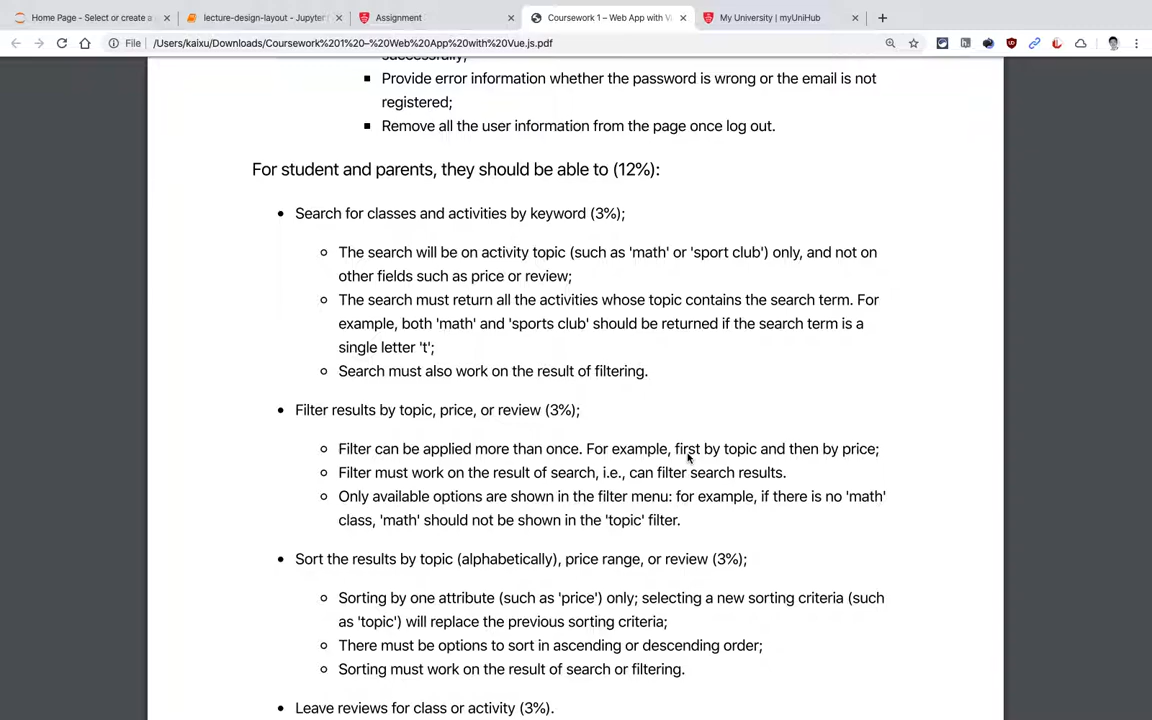 Home Page - Select or create a
lecture-design-layout - Jupyter
Assignment
Coursework 1 – Web App with V
My University | myUniHub
File
/Users/kaixu/Downloads/Coursework%201%20–%20Web%20App%20with%20Vue.js.pdf
successfully;
▪ Provide error information whether the password is wrong or the email is not
registered;
▪ Remove all the user information from the page once log out.
For student and parents, they should be able to (12%):
• Search for classes and activities by keyword (3%);
○ The search will be on activity topic (such as 'math' or 'sport club') only, and not on
other fields such as price or review;
○ The search must return all the activities whose topic contains the search term. For
example, both 'math' and 'sports club' should be returned if the search term is a
single letter 't';
○ Search must also work on the result of filtering.
• Filter results by topic, price, or review (3%);
○ Filter can be applied more than once. For example, first by topic and then by price;
○ Filter must work on the result of search, i.e., can filter search results.
○ Only available options are shown in the filter menu: for example, if there is no 'math'
class, 'math' should not be shown in the 'topic' filter.
• Sort the results by topic (alphabetically), price range, or review (3%);
○ Sorting by one attribute (such as 'price') only; selecting a new sorting criteria (such
as 'topic') will replace the previous sorting criteria;
○ There must be options to sort in ascending or descending order;
○ Sorting must work on the result of search or filtering.
• Leave reviews for class or activity (3%).